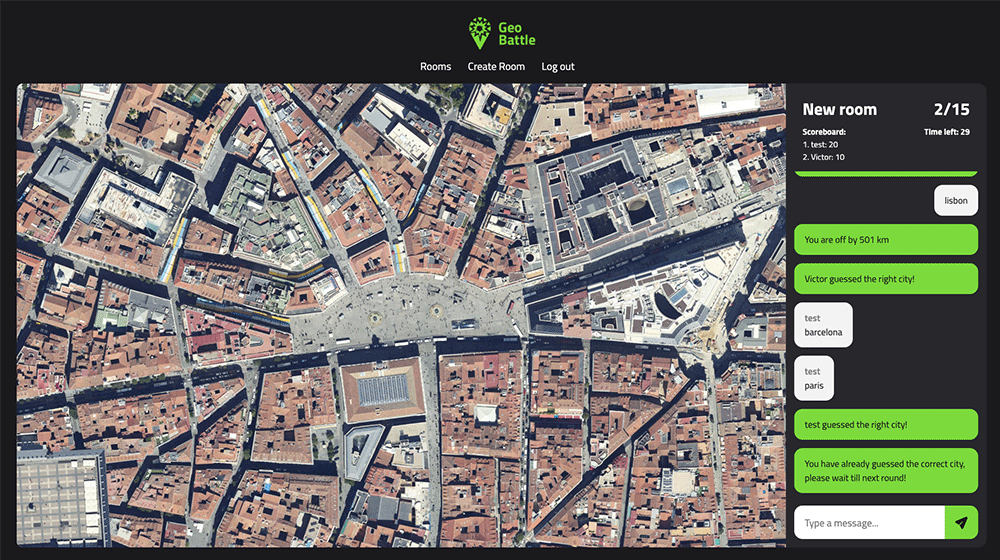 Geo
Battle
Rooms
Create Room
Log out
New room
2/15
Scoreboard:
Time left: 29
1. test: 20
2. Victor: 10
lisbon
You are off by 501 km
Victor guessed the right city!
test
barcelona
test
paris
test guessed the right city!
You have already guessed the correct city,
please wait till next round!
Type a message...